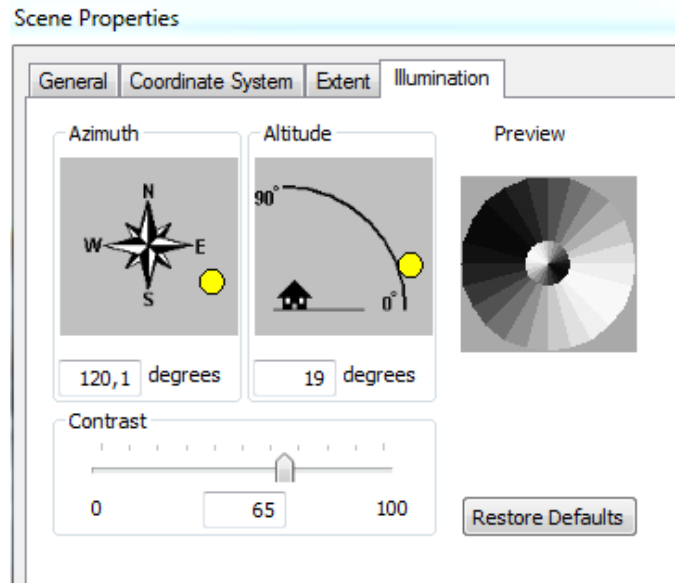 Scene Properties
General Coordinate System Extent Illumination
Azimuth Altitude Preview
N
W E
S
90°
0°
120,1 degrees 19 degrees
Contrast
0 65 100
Restore Defaults